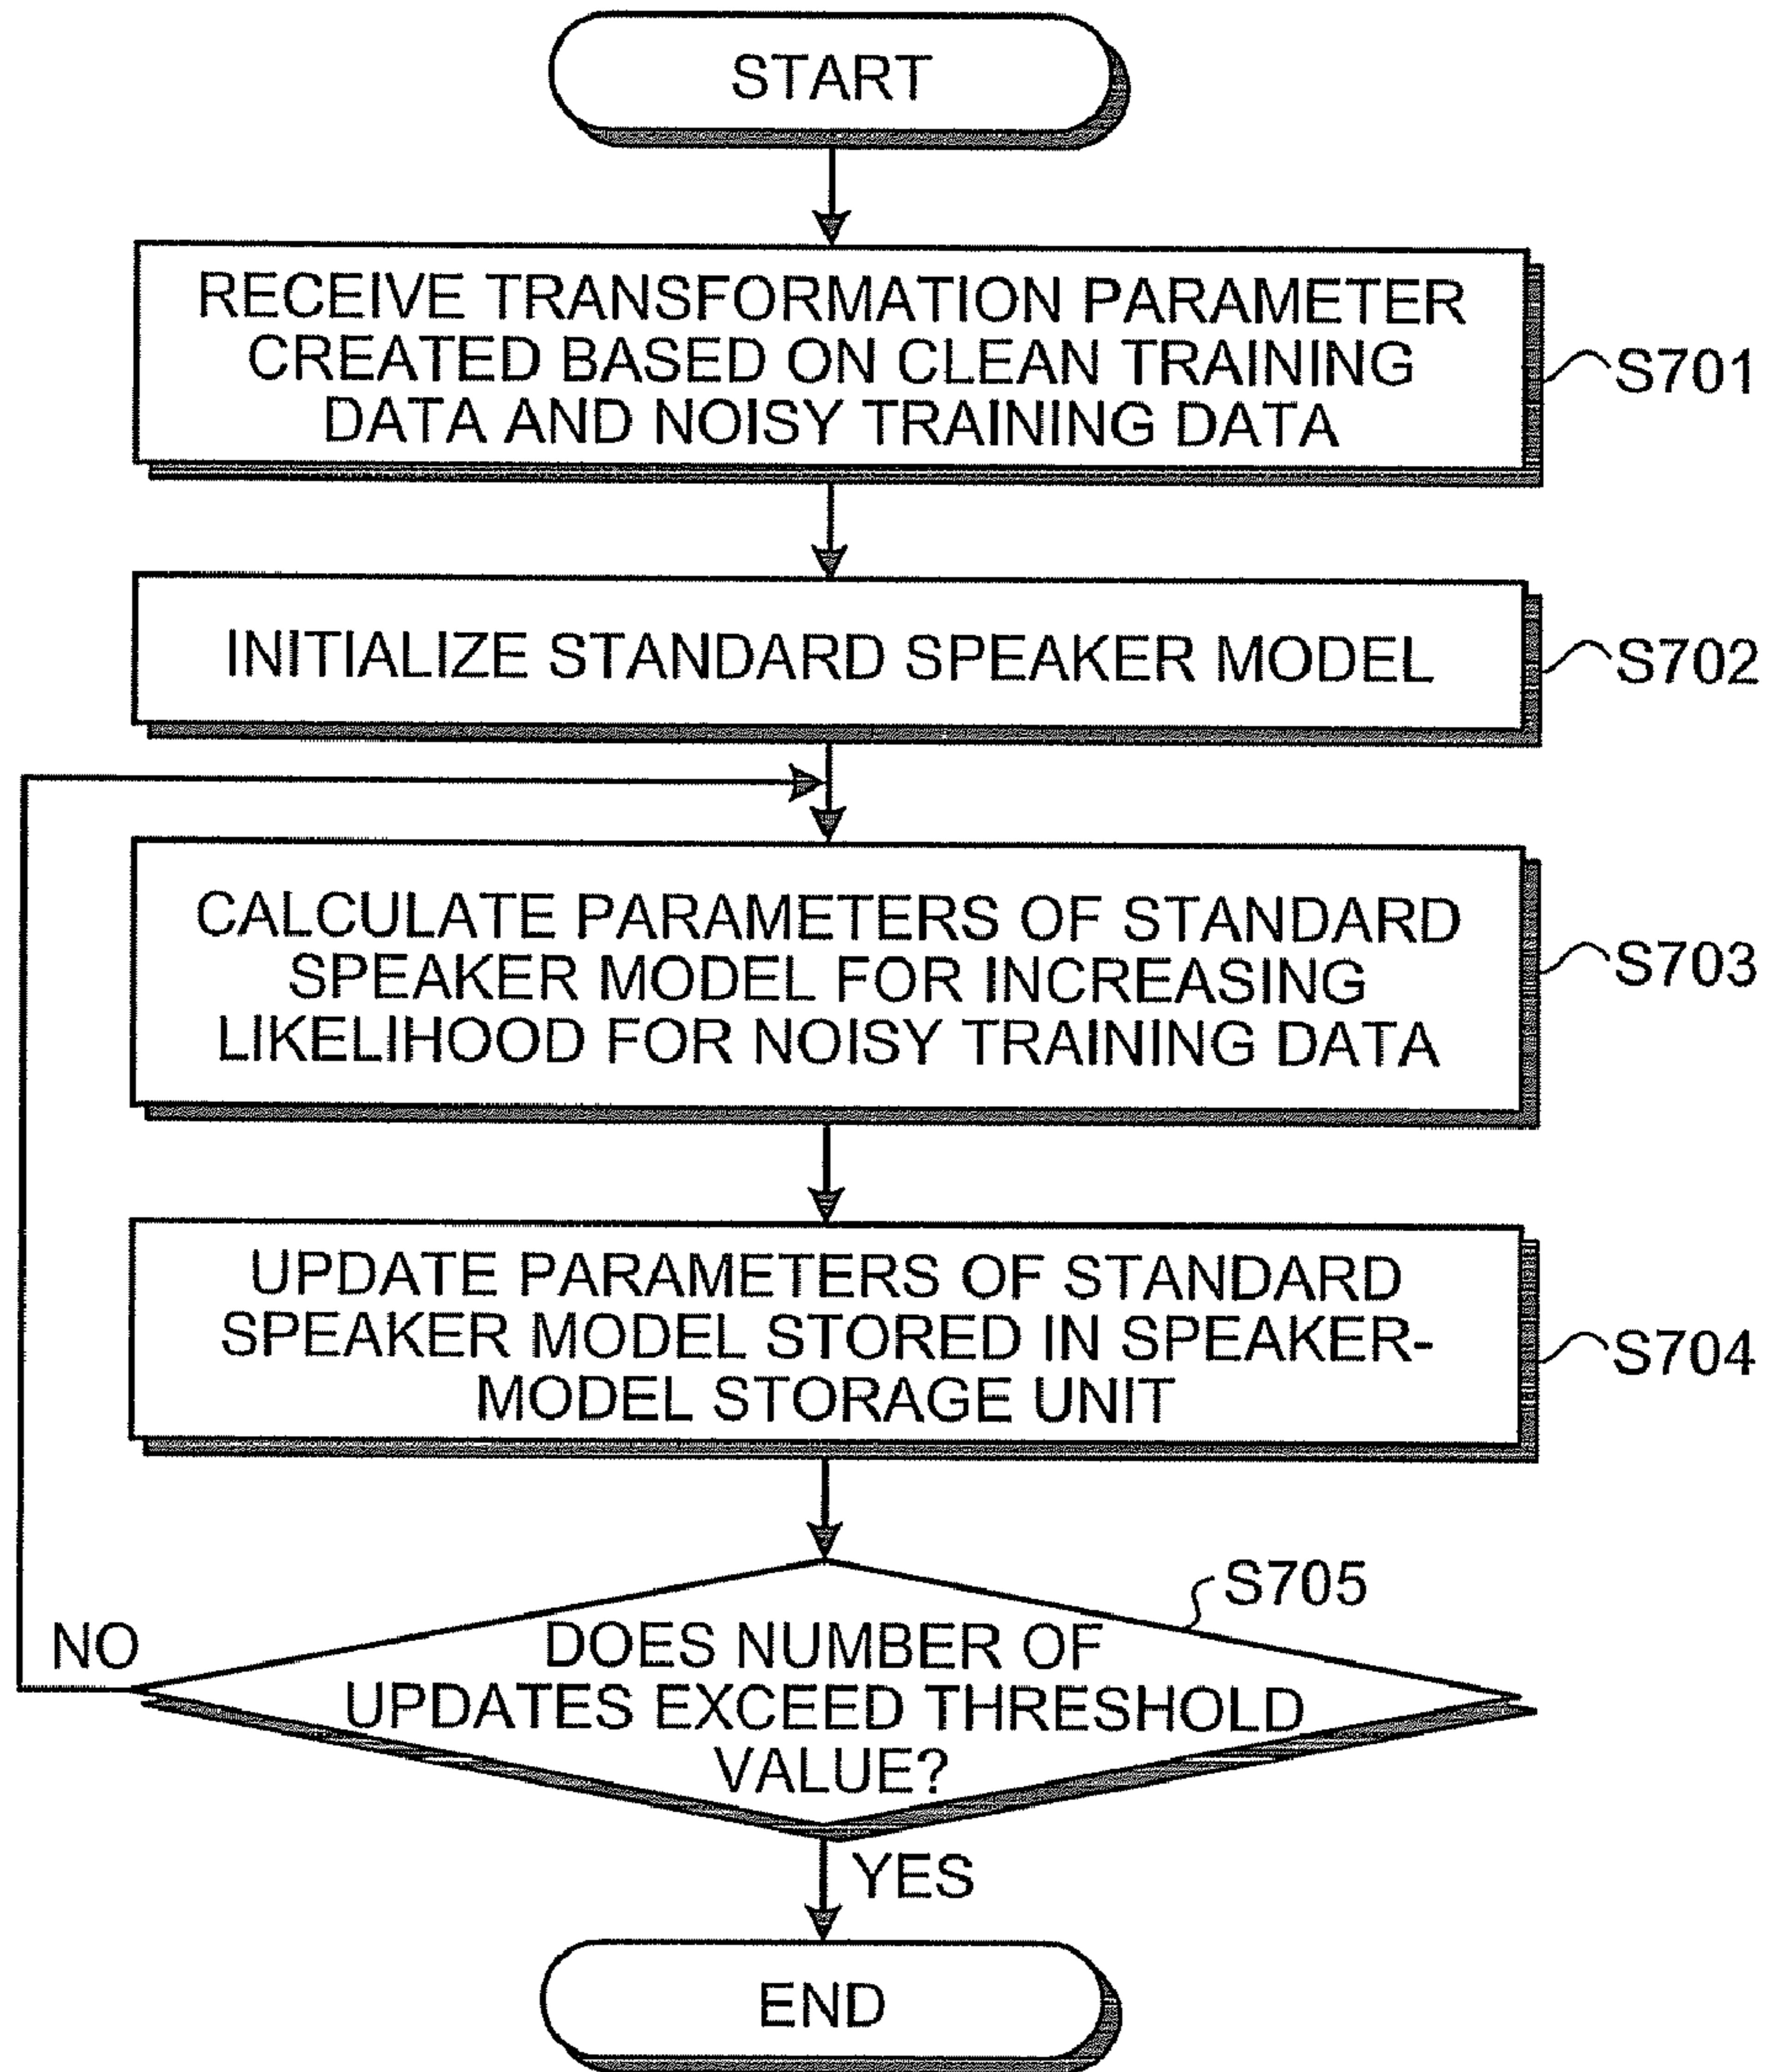 START
RECEIVE TRANSFORMATION PARAMETER
CREATED BASED ON CLEAN TRAINING
DATA AND NOISY TRAINING DATA
S701
INITIALIZE STANDARD SPEAKER MODEL
S702
CALCULATE PARAMETERS OF STANDARD
SPEAKER MODEL FOR INCREASING
LIKELIHOOD FOR NOISY TRAINING DATA
S703
UPDATE PARAMETERS OF STANDARD
SPEAKER MODEL STORED IN SPEAKER-
MODEL STORAGE UNIT
S704
S705
NO
DOES NUMBER OF
UPDATES EXCEED THRESHOLD
VALUE?
YES
END